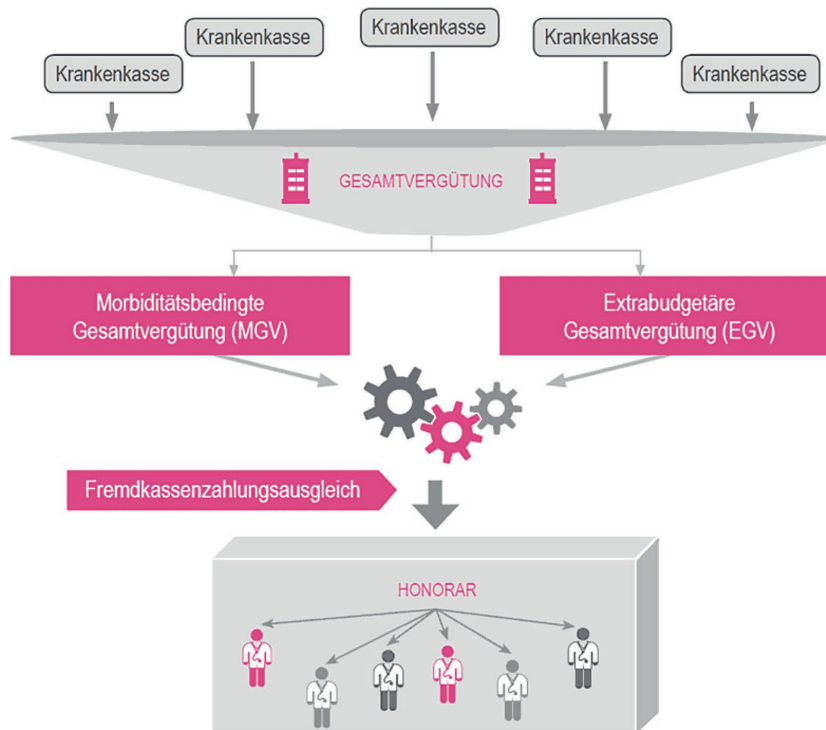 Krankenkasse
Krankenkasse
Krankenkasse
Krankenkasse
Krankenkasse
GESAMTVERGÜTUNG
Morbiditätsbedingte
Gesamtvergütung (MGV)
Extrabudgetäre
Gesamtvergütung (EGV)
Fremdkassenzahlungsausgleich
HONORAR